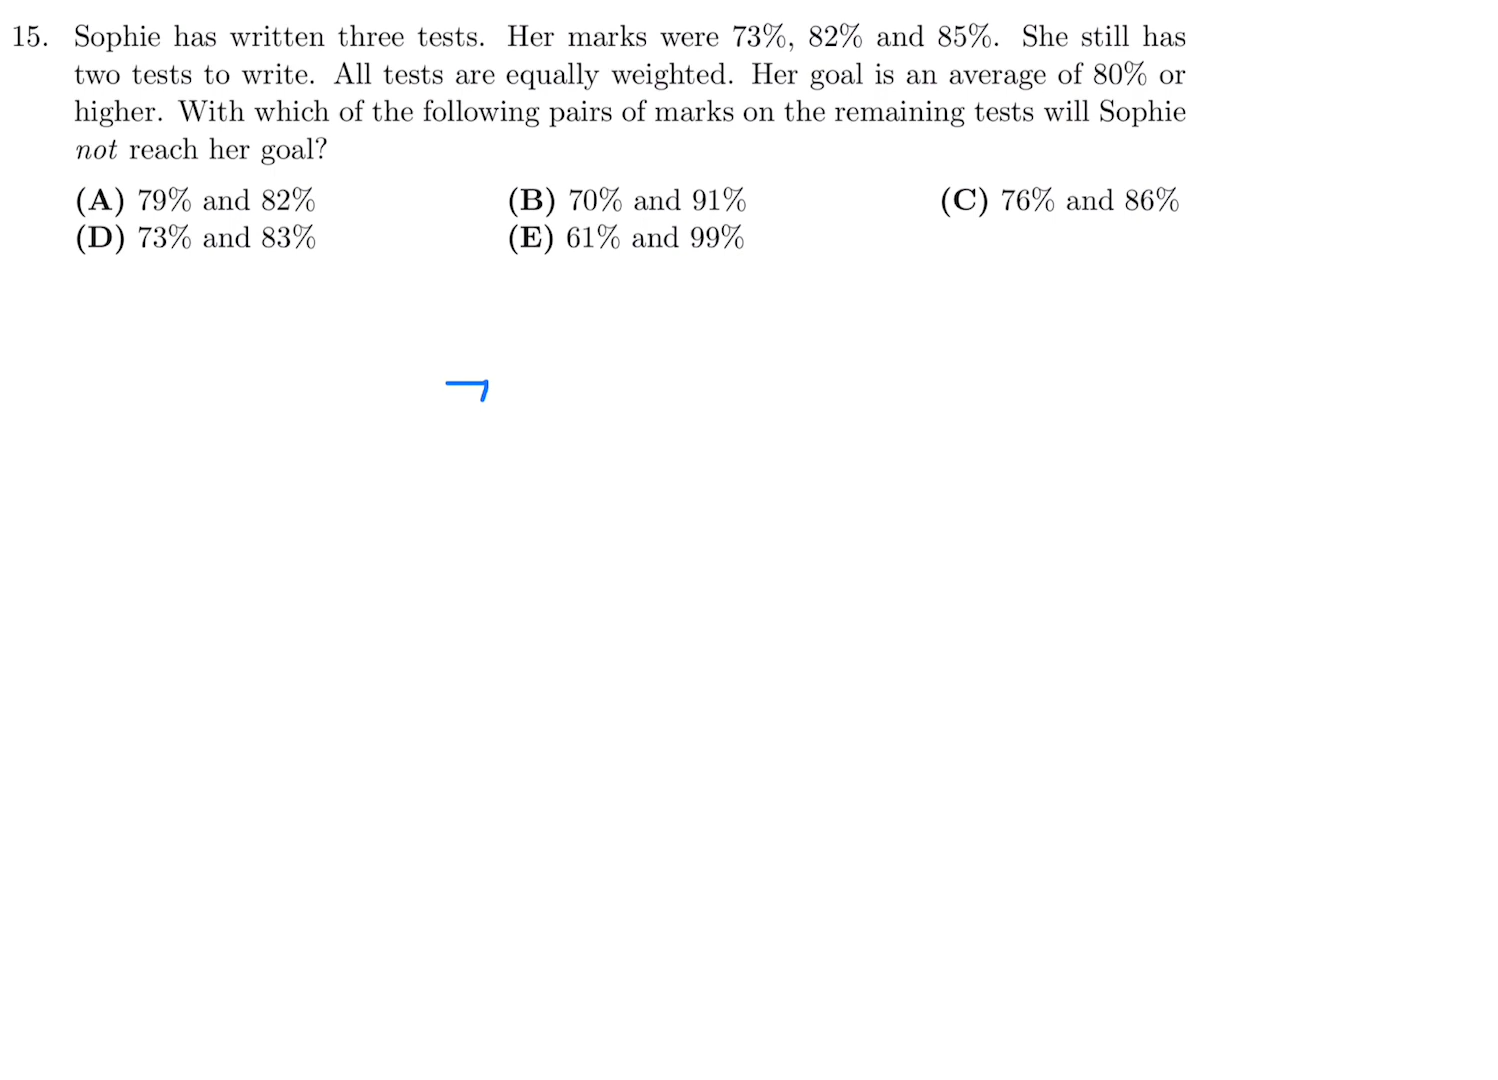 15. Sophie has written three tests. Her marks were 73%, 82% and 85%. She still has
two tests to write. All tests are equally weighted. Her goal is an average of 80% or
higher. With which of the following pairs of marks on the remaining tests will Sophie
not reach her goal?
(A) 79% and 82% (B) 70% and 91% (C) 76% and 86%
(D) 73% and 83% (E) 61% and 99%